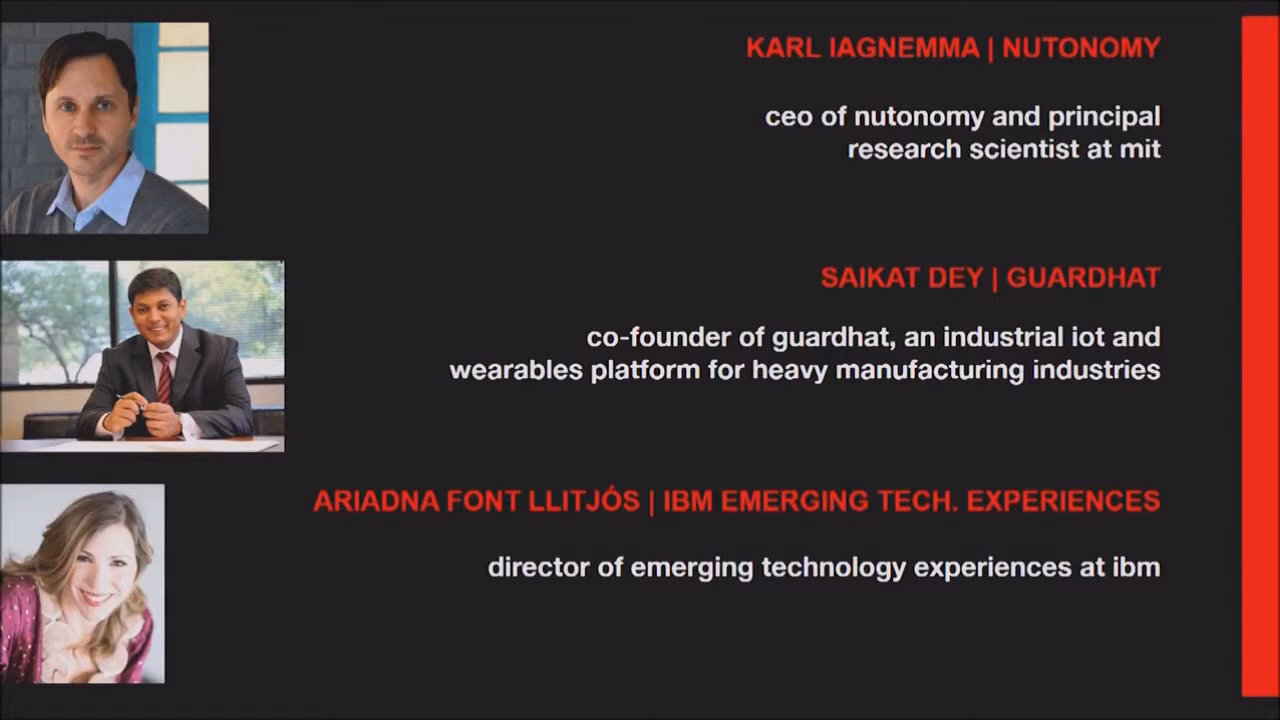 KARL IAGNEMMA | NUTONOMY
ceo of nutonomy and principal
research scientist at mit
SAIKAT DEY | GUARDHAT
co-founder of guardhat, an industrial iot and
wearables platform for heavy manufacturing industries
ARIADNA FONT LLITJÓS | IBM EMERGING TECH. EXPERIENCES
director of emerging technology experiences at ibm